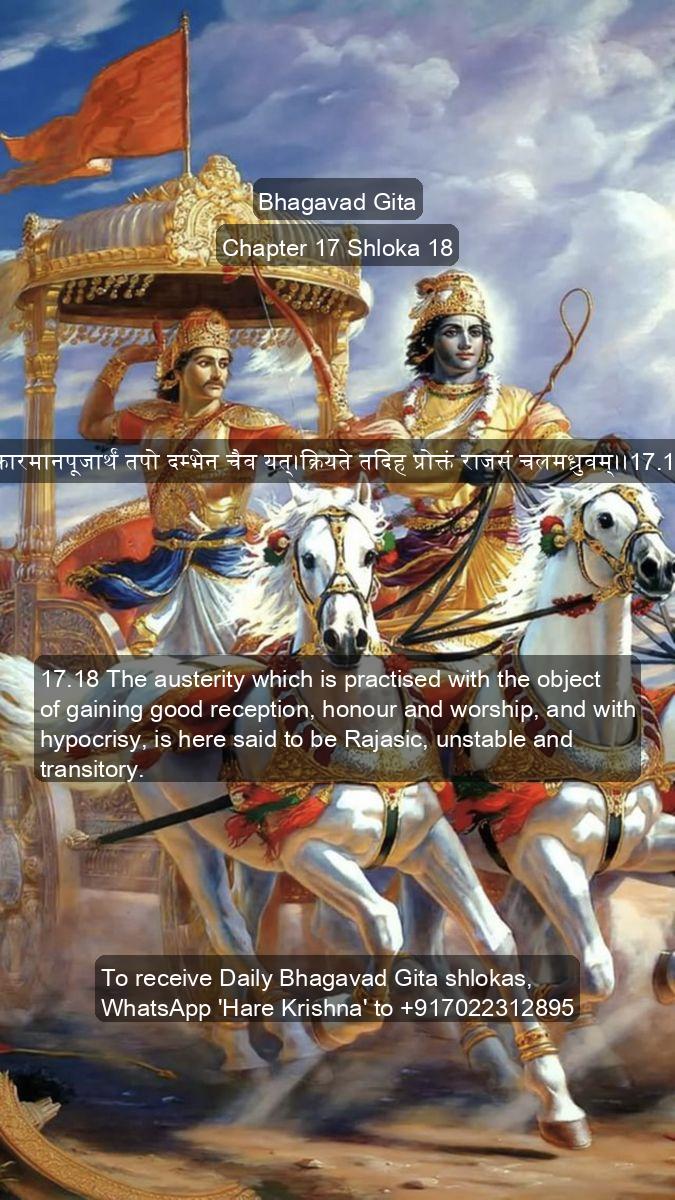 Bhagavad Gita
Chapter 17 Shloka 18
कारमानपूजार्थं तपो दम्भेन चैव यत्।क्रियते तदिह प्रोक्तं राजसं चलमध्रुवम्।।17.1
17.18 The austerity which is practised with the object
of gaining good reception, honour and worship, and with
hypocrisy, is here said to be Rajasic, unstable and
transitory.
To receive Daily Bhagavad Gita shlokas,
WhatsApp 'Hare Krishna' to +917022312895